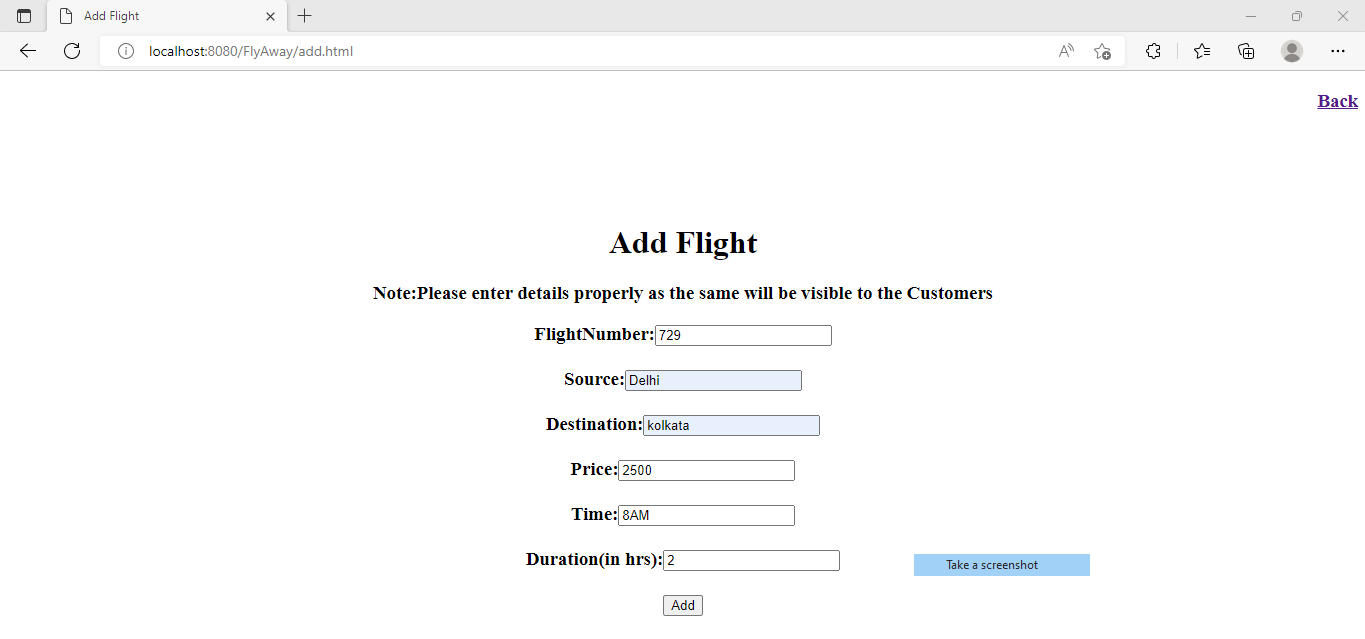 Add Flight
localhost:8080/FlyAway/add.html
Back
Add Flight
Note:Please enter details properly as the same will be visible to the Customers
FlightNumber:729
Source:Delhi
Destination:kolkata
Price:2500
Time:8AM
Duration(in hrs):2
Take a screenshot
Add